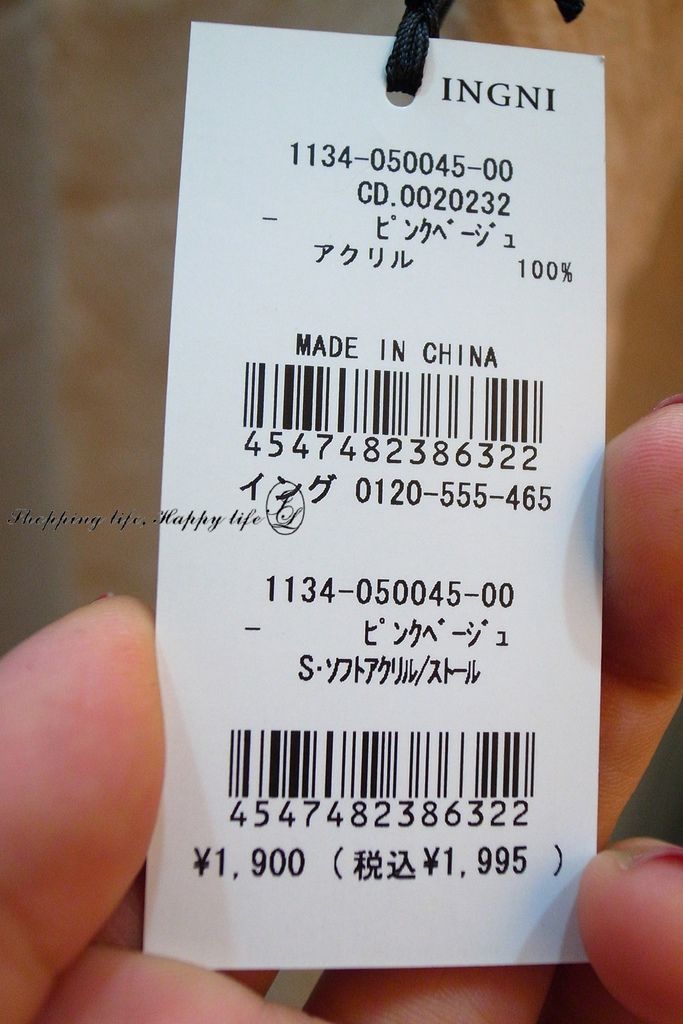 INGNI
1134-050045-00
CD.0020232
- ﾋﾟﾝｸﾍﾞｰｼﾞｭ
アクリル 100%
MADE IN CHINA
4547482386322
イング 0120-555-465
Shopping life, Happy life
1134-050045-00
- ﾋﾟﾝｸﾍﾞｰｼﾞｭ
S･ｿﾌﾄｱｸﾘﾙ/ｽﾄｰﾙ
4547482386322
¥1,900 (税込¥1,995 )